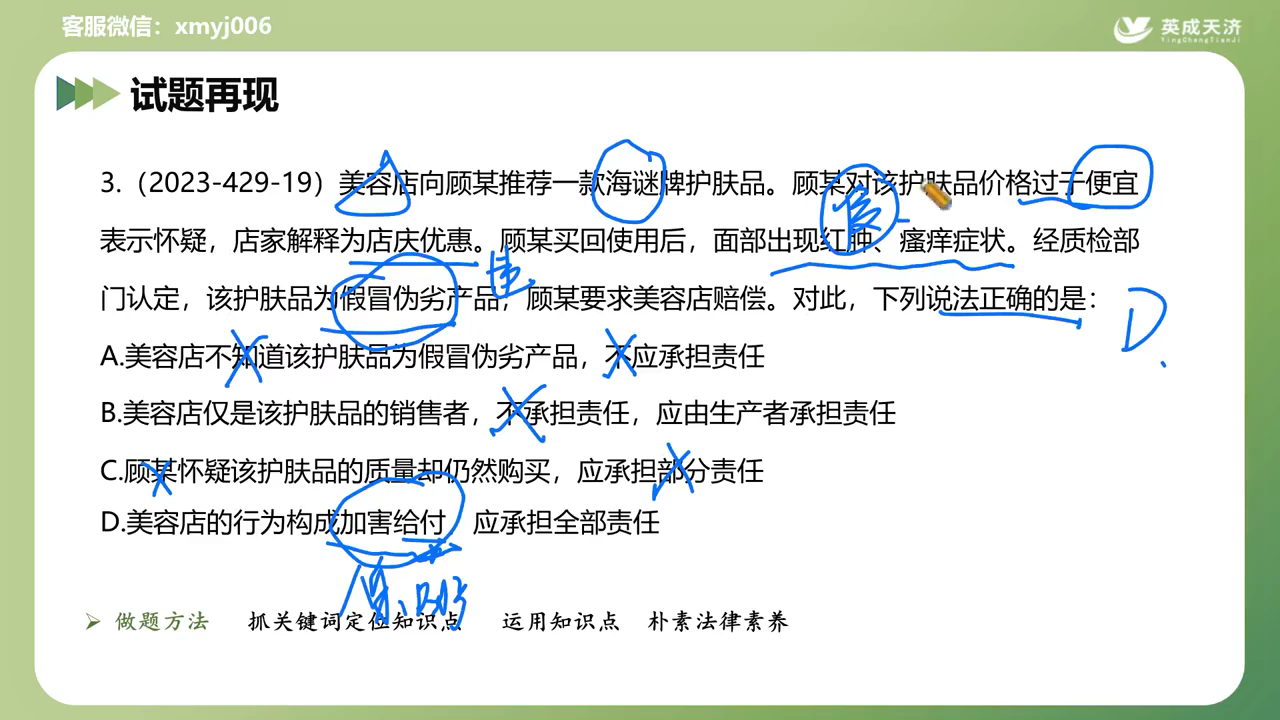 客服微信：xmyj006
英成天济
YingChengTianJi
试题再现
3.（2023-429-19）美容店向顾某推荐一款海谜牌护肤品。顾某对该护肤品价格过于便宜
表示怀疑，店家解释为店庆优惠。顾某买回使用后，面部出现红肿、瘙痒症状。经质检部
门认定，该护肤品为假冒伪劣产品，顾某要求美容店赔偿。对此，下列说法正确的是：
D.
A.美容店不知道该护肤品为假冒伪劣产品，不应承担责任
B.美容店仅是该护肤品的销售者，不承担责任，应由生产者承担责任
C.顾某怀疑该护肤品的质量却仍然购买，应承担部分责任
D.美容店的行为构成加害给付，应承担全部责任
做题方法 抓关键词定位知识点 运用知识点 朴素法律素养